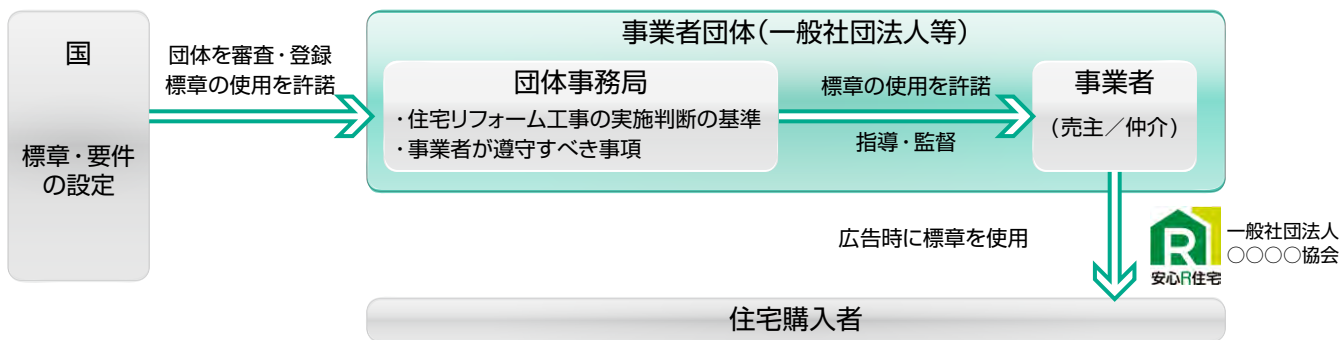 国
標章・要件
の設定
団体を審査・登録
標章の使用を許諾
事業者団体(一般社団法人等)
団体事務局
・住宅リフォーム工事の実施判断の基準
・事業者が遵守すべき事項
標章の使用を許諾
指導・監督
事業者
(売主／仲介)
広告時に標章を使用
R
安心R住宅
一般社団法人
○○○○協会
住宅購入者